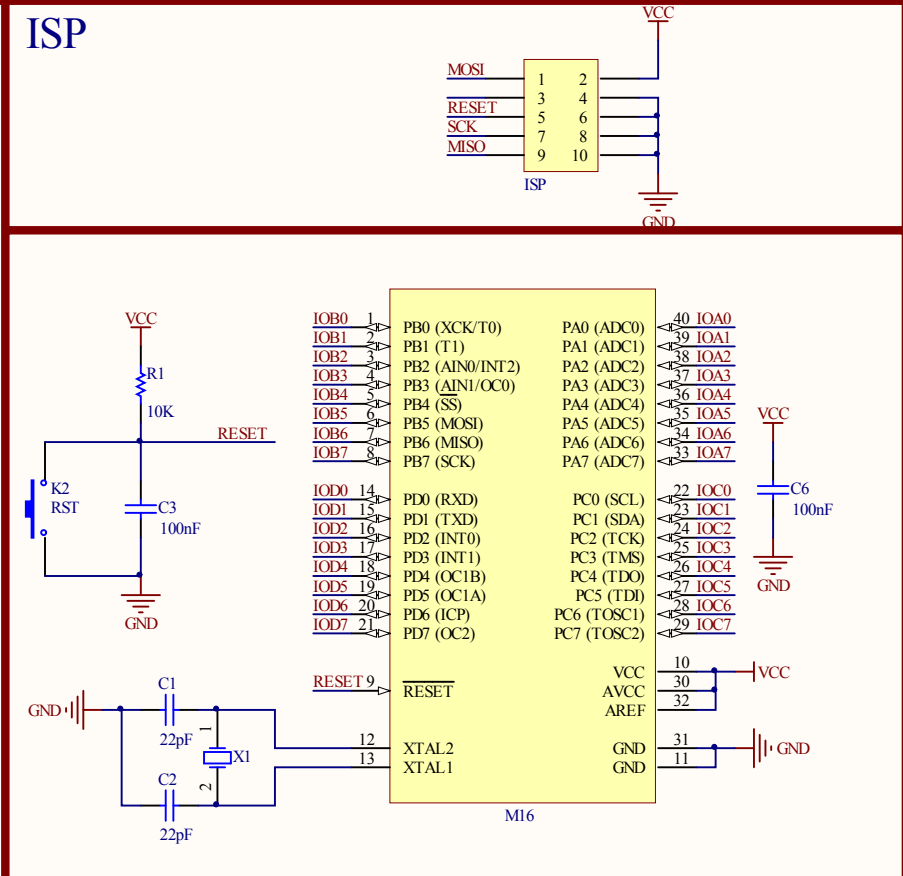 ISP
VCC
MOSI 1 2
3 4
RESET 5 6
SCK 7 8
MISO 9 10
ISP
GND
VCC
R1
10K
RESET
K2
RST
C3
100nF
GND
IOB0 1 PB0 (XCK/T0) PA0 (ADC0) 40 IOA0
IOB1 2 PB1 (T1) PA1 (ADC1) 39 IOA1
IOB2 3 PB2 (AIN0/INT2) PA2 (ADC2) 38 IOA2
IOB3 4 PB3 (AIN1/OC0) PA3 (ADC3) 37 IOA3
IOB4 5 PB4 (SS) PA4 (ADC4) 36 IOA4
IOB5 6 PB5 (MOSI) PA5 (ADC5) 35 IOA5
IOB6 7 PB6 (MISO) PA6 (ADC6) 34 IOA6
IOB7 8 PB7 (SCK) PA7 (ADC7) 33 IOA7
IOD0 14 PD0 (RXD) PC0 (SCL) 22 IOC0
IOD1 15 PD1 (TXD) PC1 (SDA) 23 IOC1
IOD2 16 PD2 (INT0) PC2 (TCK) 24 IOC2
IOD3 17 PD3 (INT1) PC3 (TMS) 25 IOC3
IOD4 18 PD4 (OC1B) PC4 (TDO) 26 IOC4
IOD5 19 PD5 (OC1A) PC5 (TDI) 27 IOC5
IOD6 20 PD6 (ICP) PC6 (TOSC1) 28 IOC6
IOD7 21 PD7 (OC2) PC7 (TOSC2) 29 IOC7
VCC
C6
100nF
GND
VCC 10 VCC
RESET 9 RESET AVCC 30
AREF 32
12 XTAL2 GND 31 GND
13 XTAL1 GND 11
M16
C1
GND
22pF
1
X1
2
C2
22pF